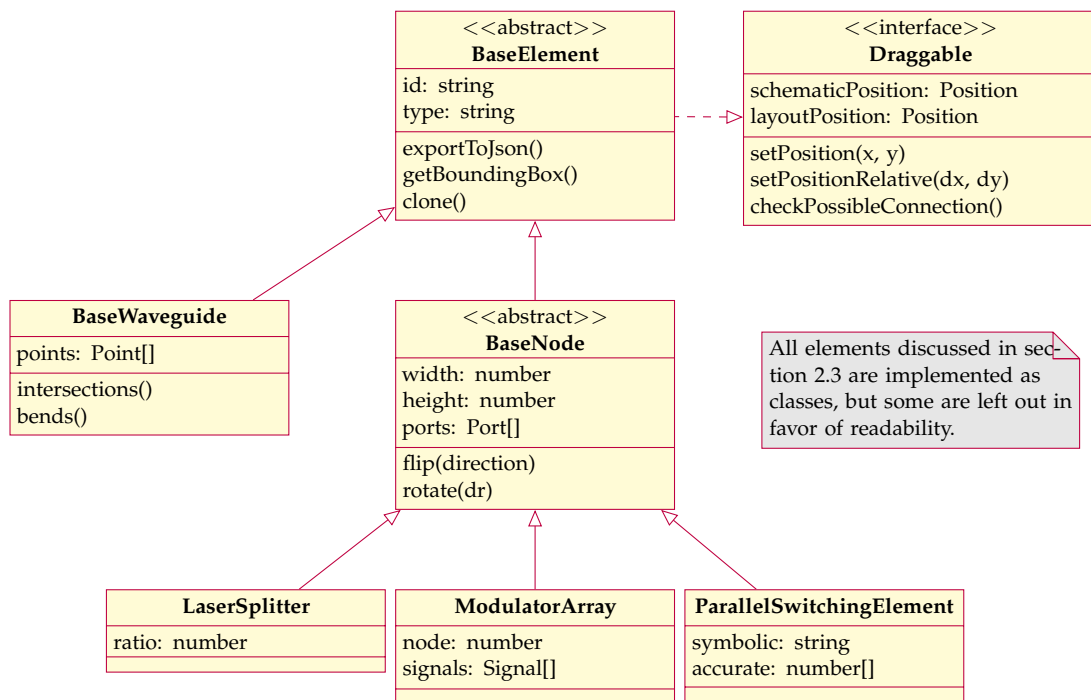 <<abstract>>
BaseElement
id: string
type: string
exportToJson()
getBoundingBox()
clone()
<<interface>>
Draggable
schematicPosition: Position
layoutPosition: Position
setPosition(x, y)
setPositionRelative(dx, dy)
checkPossibleConnection()
BaseWaveguide
points: Point[]
intersections()
bends()
<<abstract>>
BaseNode
width: number
height: number
ports: Port[]
flip(direction)
rotate(dr)
All elements discussed in sec-
tion 2.3 are implemented as
classes, but some are left out in
favor of readability.
LaserSplitter
ratio: number
ModulatorArray
node: number
signals: Signal[]
ParallelSwitchingElement
symbolic: string
accurate: number[]